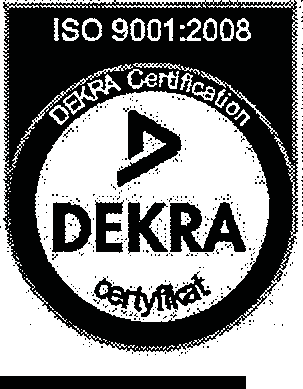 ISO 9001:2008
DEKRA Certification
DEKRA
certyfikat